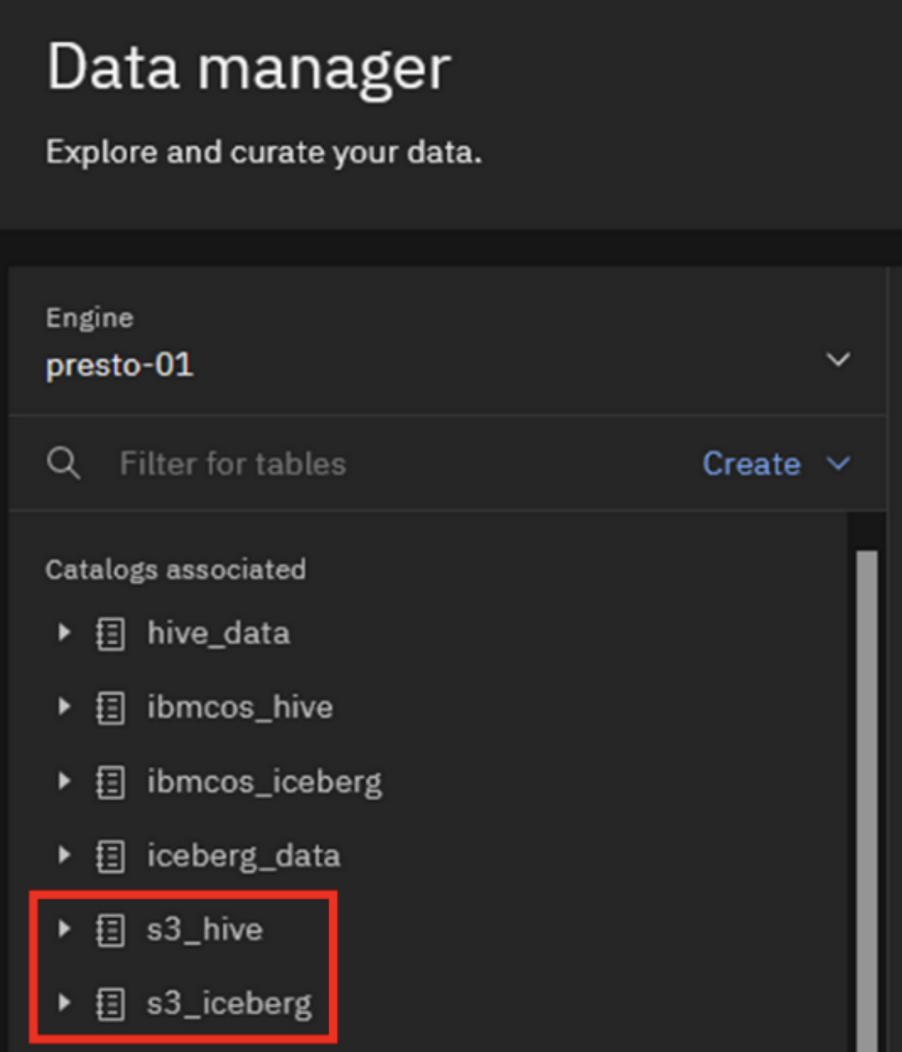 Data manager
Explore and curate your data.
Engine
presto-01
Filter for tables
Create
Catalogs associated
hive_data
ibmcos_hive
ibmcos_iceberg
iceberg_data
s3_hive
s3_iceberg